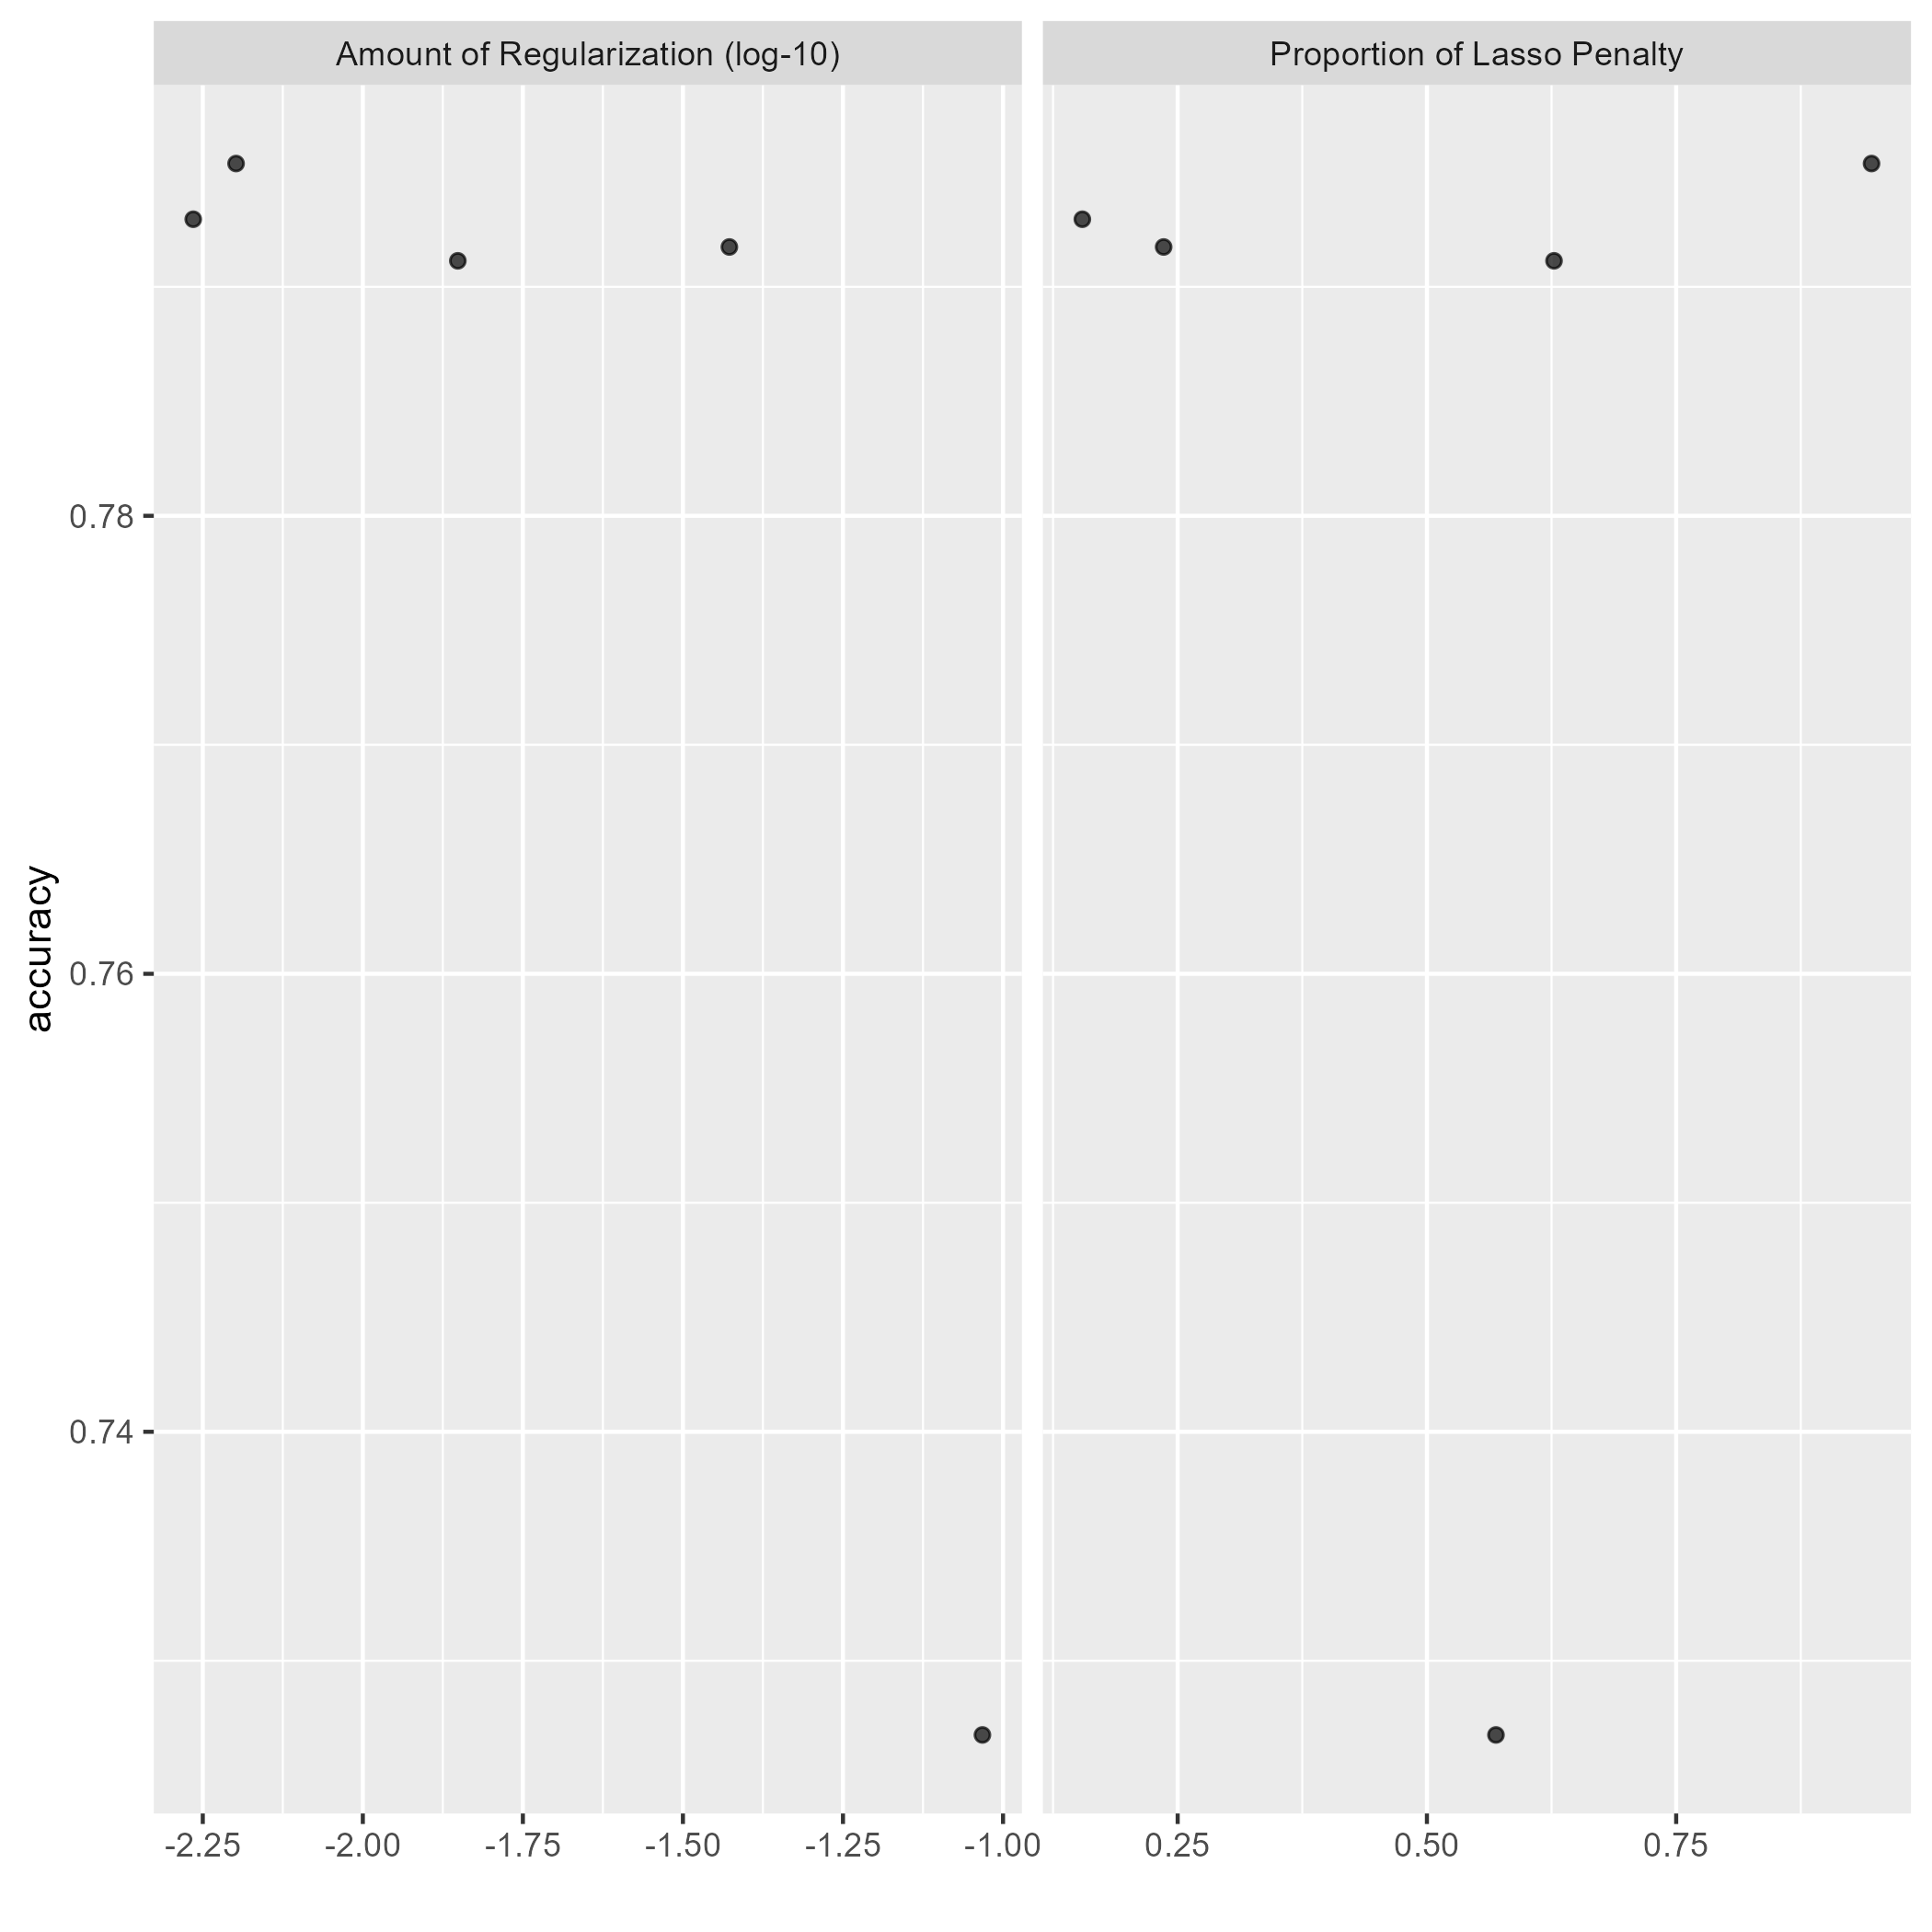 Amount of Regularization (log-10)
Proportion of Lasso Penalty
accuracy
0.78
0.76
0.74
-2.25 -2.00 -1.75 -1.50 -1.25 -1.00
0.25 0.50 0.75